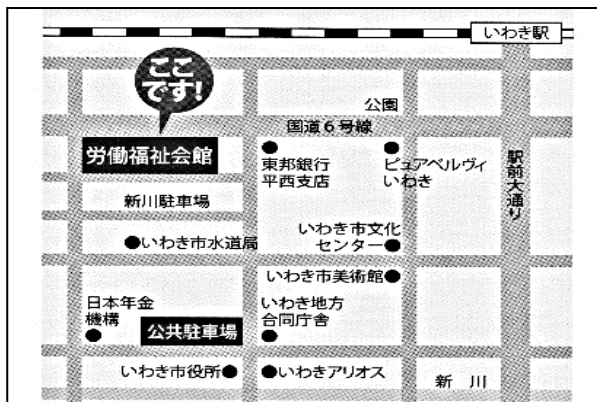 いわき駅
ここ
です!
公園
国道6号線
労働福祉会館
東邦銀行
平西支店
ピュアベルヴィ
いわき
駅前大通り
新川駐車場
いわき市文化
センター
いわき市水道局
いわき市美術館
日本年金
機構
公共駐車場
いわき地方
合同庁舎
いわき市役所
いわきアリオス
新川